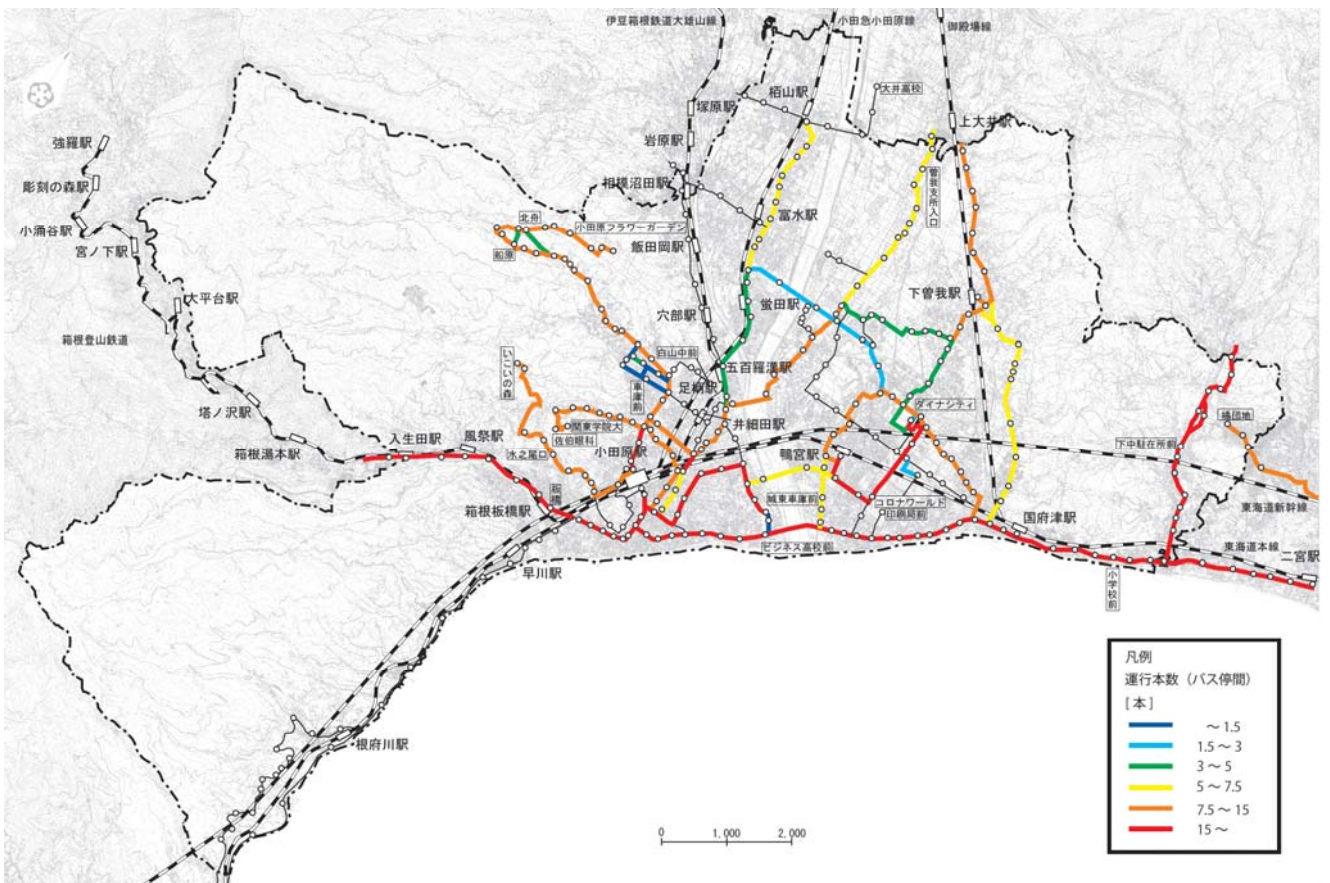 伊豆箱根鉄道大雄山線
小田急小田原線
御殿場線
大井高校
栢山駅
塚原駅
上大井駅
岩原駅
強羅駅
相模沼田駅
彫刻の森駅
曽我支所入口
小涌谷駅
北舟
小田原フラワーガーデン
富水駅
宮ノ下駅
飯田岡駅
船原
大平台駅
下曽我駅
蛍田駅
穴部駅
箱根登山鉄道
白山中前
いこいの森
五百羅漢駅
足柄駅
車庫前
ダイナシティ
塔ノ沢駅
橘団地
関東学院大
井細田駅
入生田駅
風祭駅
佐伯眼科
下中駐在所前
箱根湯本駅
水之尾口
小田原駅
鴨宮駅
板橋
城東車庫前
コロナワールド
東海道新幹線
箱根板橋駅
印刷局前
国府津駅
ビジネス高校前
東海道本線
二宮駅
早川駅
小学校前
凡例
運行本数（バス停間）
[本]
～1.5
1.5～3
3～5
5～7.5
7.5～15
15～
根府川駅
0 1,000 2,000